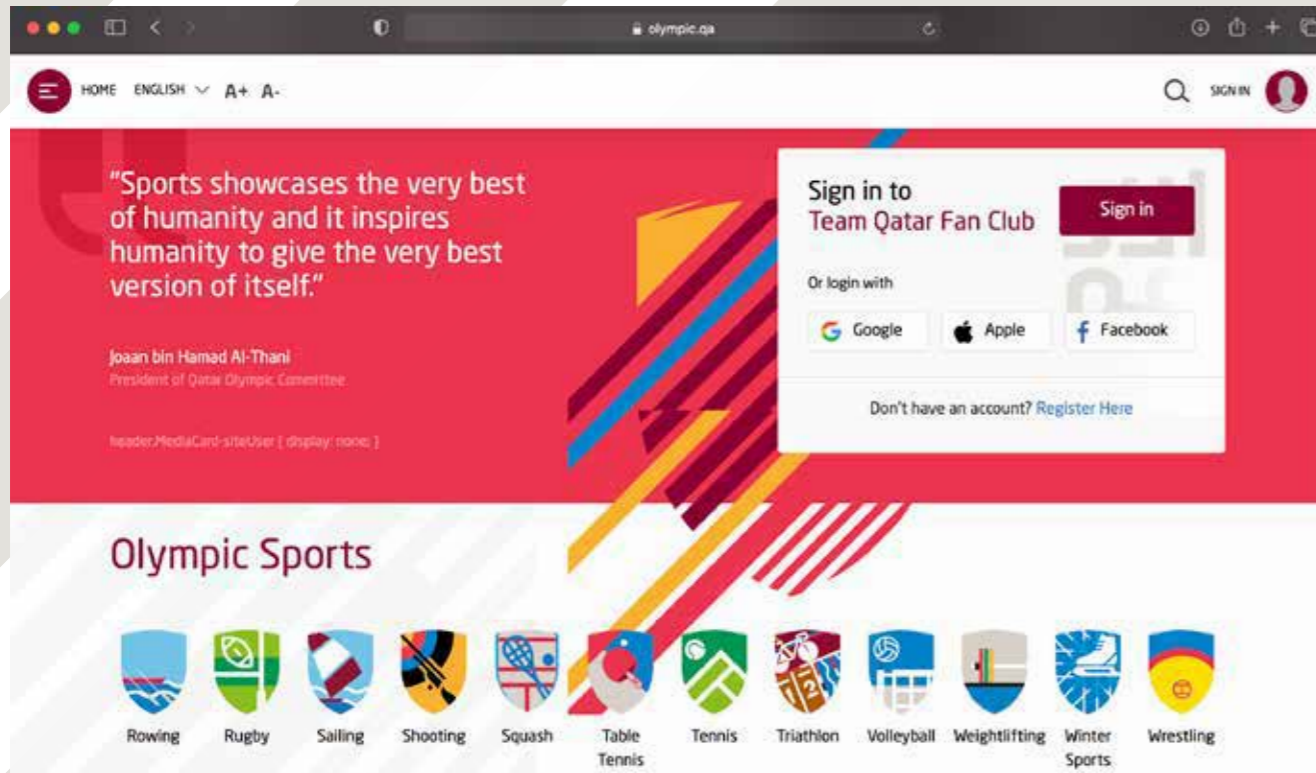 olympic.qa
HOME ENGLISH A+ A-
SIGN IN
"Sports showcases the very best
of humanity and it inspires
humanity to give the very best
version of itself."
Joaan bin Hamad Al-Thani
President of Qatar Olympic Committee
header.MediaCard-siteUser { display: none; }
Sign in to
Team Qatar Fan Club
Sign in
Or login with
Google
Apple
Facebook
Don't have an account? Register Here
Olympic Sports
Rowing
Rugby
Sailing
Shooting
Squash
Table
Tennis
Tennis
Triathlon
Volleyball
Weightlifting
Winter
Sports
Wrestling